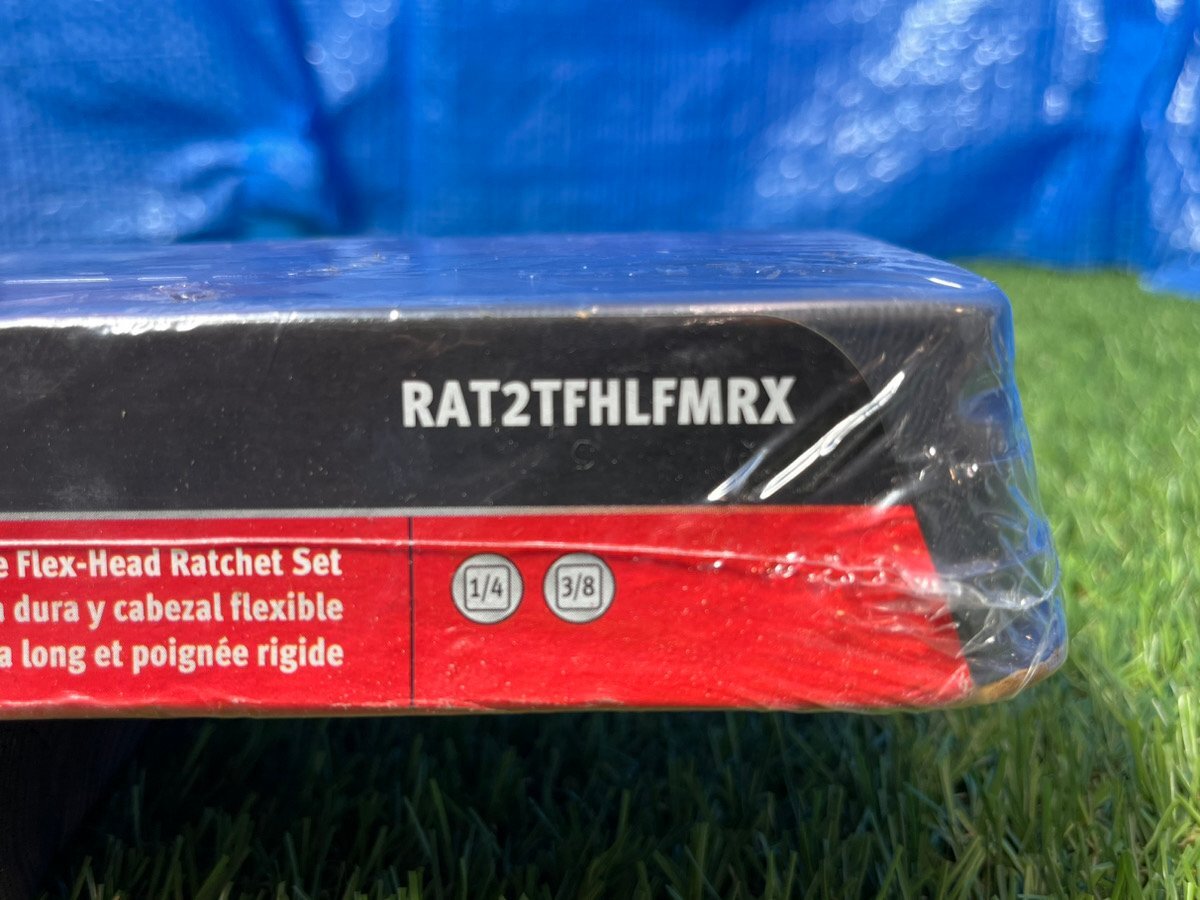 RAT2TFHLFMRX
e Flex-Head Ratchet Set
dura y cabezal flexible
a long et poignée rigide
1/4 3/8